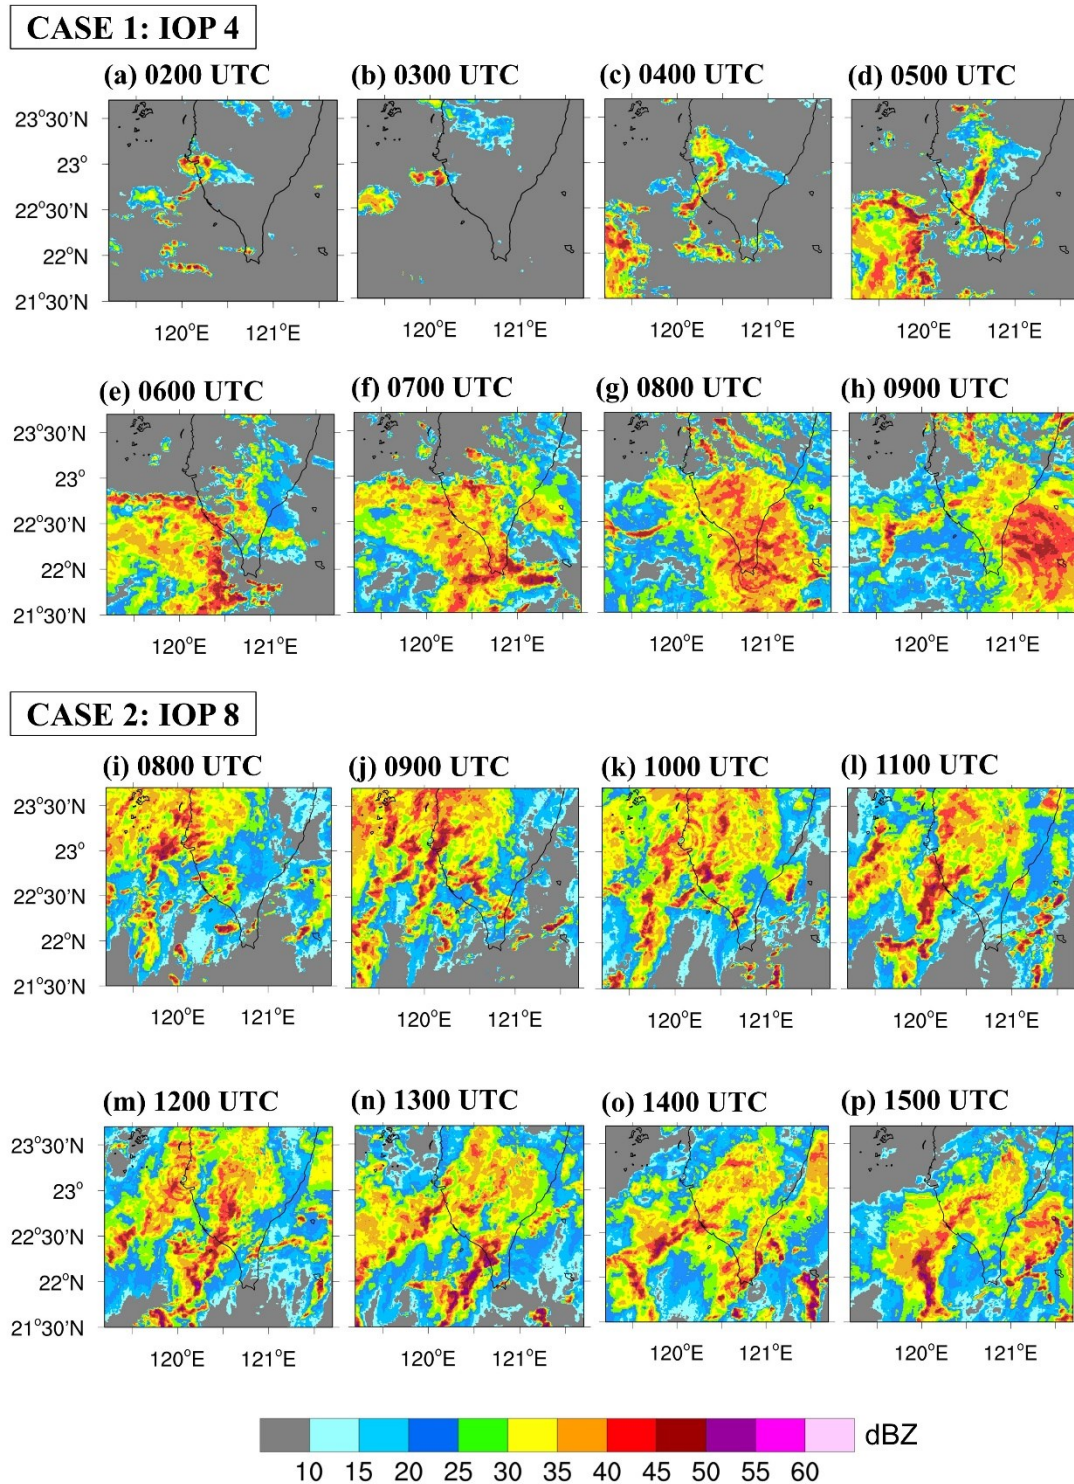 CASE 1: IOP 4
(a) 0200 UTC (b) 0300 UTC (c) 0400 UTC (d) 0500 UTC
23°30'N
23°
22°30'N
22°
21°30'N
120°E 121°E 120°E 121°E 120°E 121°E 120°E 121°E
(e) 0600 UTC (f) 0700 UTC (g) 0800 UTC (h) 0900 UTC
23°30'N
23°
22°30'N
22°
21°30'N
120°E 121°E 120°E 121°E 120°E 121°E 120°E 121°E
CASE 2: IOP 8
(i) 0800 UTC (j) 0900 UTC (k) 1000 UTC (l) 1100 UTC
23°30'N
23°
22°30'N
22°
21°30'N
120°E 121°E 120°E 121°E 120°E 121°E 120°E 121°E
(m) 1200 UTC (n) 1300 UTC (o) 1400 UTC (p) 1500 UTC
23°30'N
23°
22°30'N
22°
21°30'N
120°E 121°E 120°E 121°E 120°E 121°E 120°E 121°E
dBZ
10 15 20 25 30 35 40 45 50 55 60